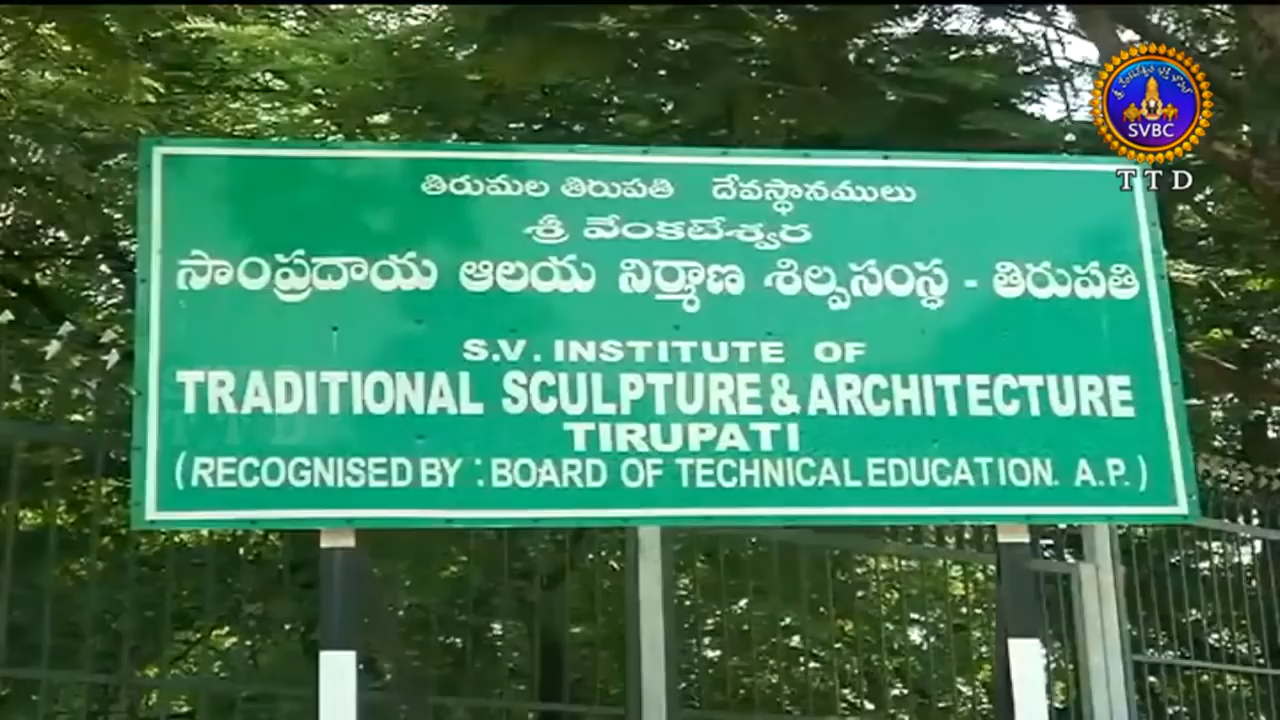 తిరుమల తిరుపతి దేవస్థానములు
శ్రీ వేంకటేశ్వర
సాంప్రదాయ ఆలయ నిర్మాణ శిల్పసంస్థ - తిరుపతి
S.V. INSTITUTE OF
TRADITIONAL SCULPTURE & ARCHITECTURE
TIRUPATI
(RECOGNISED BY : BOARD OF TECHNICAL EDUCATION. A.P.)
SVBC
TTD